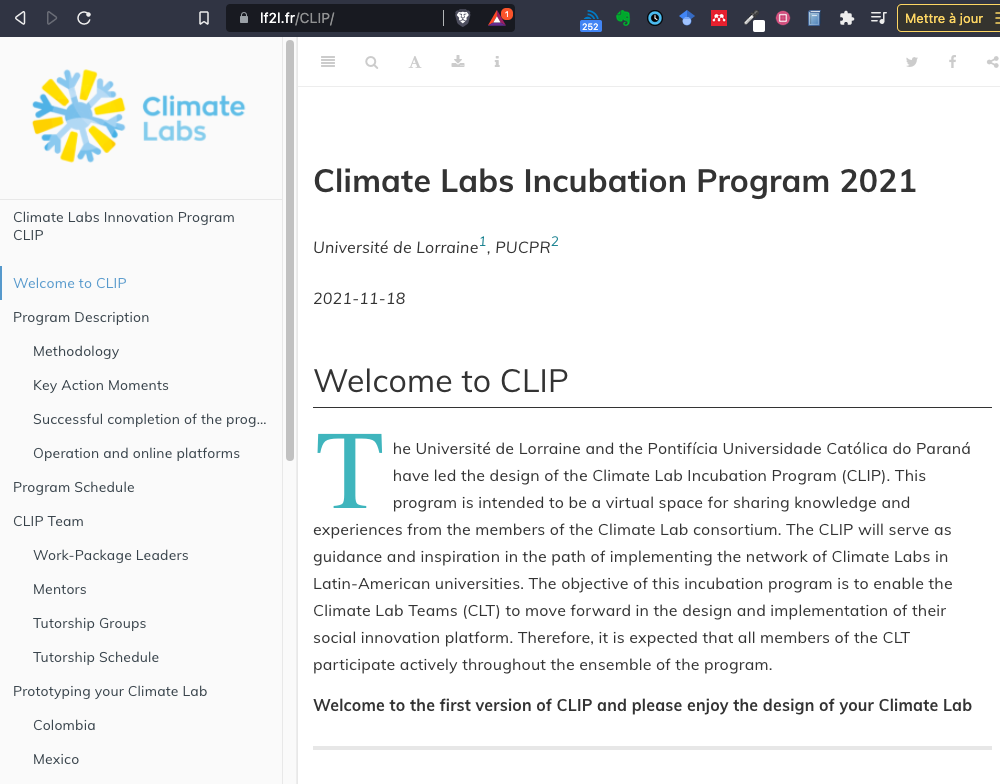 lf2l.fr/CLIP/
1
252
Mettre à jour
Climate
Labs
Climate Labs Innovation Program
CLIP
Welcome to CLIP
Program Description
Methodology
Key Action Moments
Successful completion of the prog...
Operation and online platforms
Program Schedule
CLIP Team
Work-Package Leaders
Mentors
Tutorship Groups
Tutorship Schedule
Prototyping your Climate Lab
Colombia
Mexico
A
i
Climate Labs Incubation Program 2021
Université de Lorraine1, PUCPR2
2021-11-18
Welcome to CLIP
The Université de Lorraine and the Pontifícia Universidade Católica do Paraná
have led the design of the Climate Lab Incubation Program (CLIP). This
program is intended to be a virtual space for sharing knowledge and
experiences from the members of the Climate Lab consortium. The CLIP will serve as
guidance and inspiration in the path of implementing the network of Climate Labs in
Latin-American universities. The objective of this incubation program is to enable the
Climate Lab Teams (CLT) to move forward in the design and implementation of their
social innovation platform. Therefore, it is expected that all members of the CLT
participate actively throughout the ensemble of the program.
Welcome to the first version of CLIP and please enjoy the design of your Climate Lab